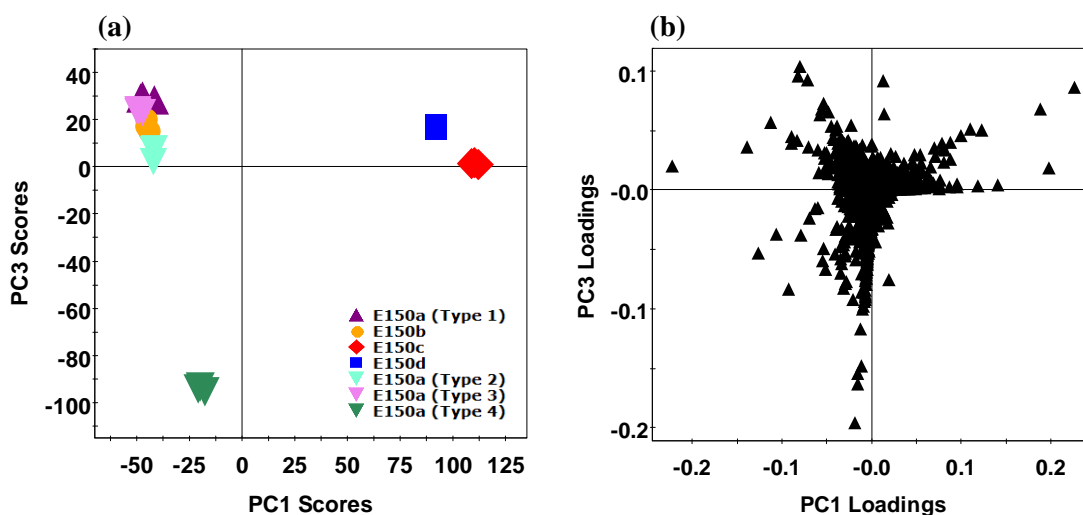 (a)
40
20
0
-20
-40
-60
-80
-100
PC3 Scores
-50
-25
0
25
50
75
100
125
PC1 Scores
E150a (Type 1)
E150b
E150c
E150d
E150a (Type 2)
E150a (Type 3)
E150a (Type 4)
(b)
0.1
-0.0
-0.1
-0.2
PC3 Loadings
-0.2
-0.1
-0.0
0.1
0.2
PC1 Loadings